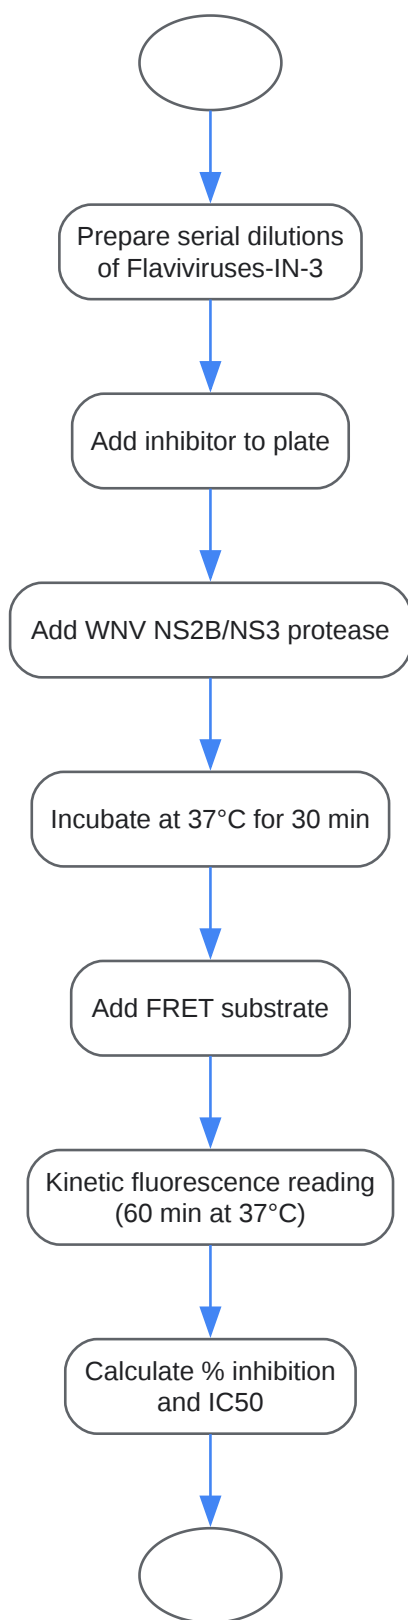 Prepare serial dilutions
of Flaviviruses-IN-3
Add inhibitor to plate
Add WNV NS2B/NS3 protease
Incubate at 37°C for 30 min
Add FRET substrate
Kinetic fluorescence reading
(60 min at 37°C)
Calculate % inhibition
and IC50